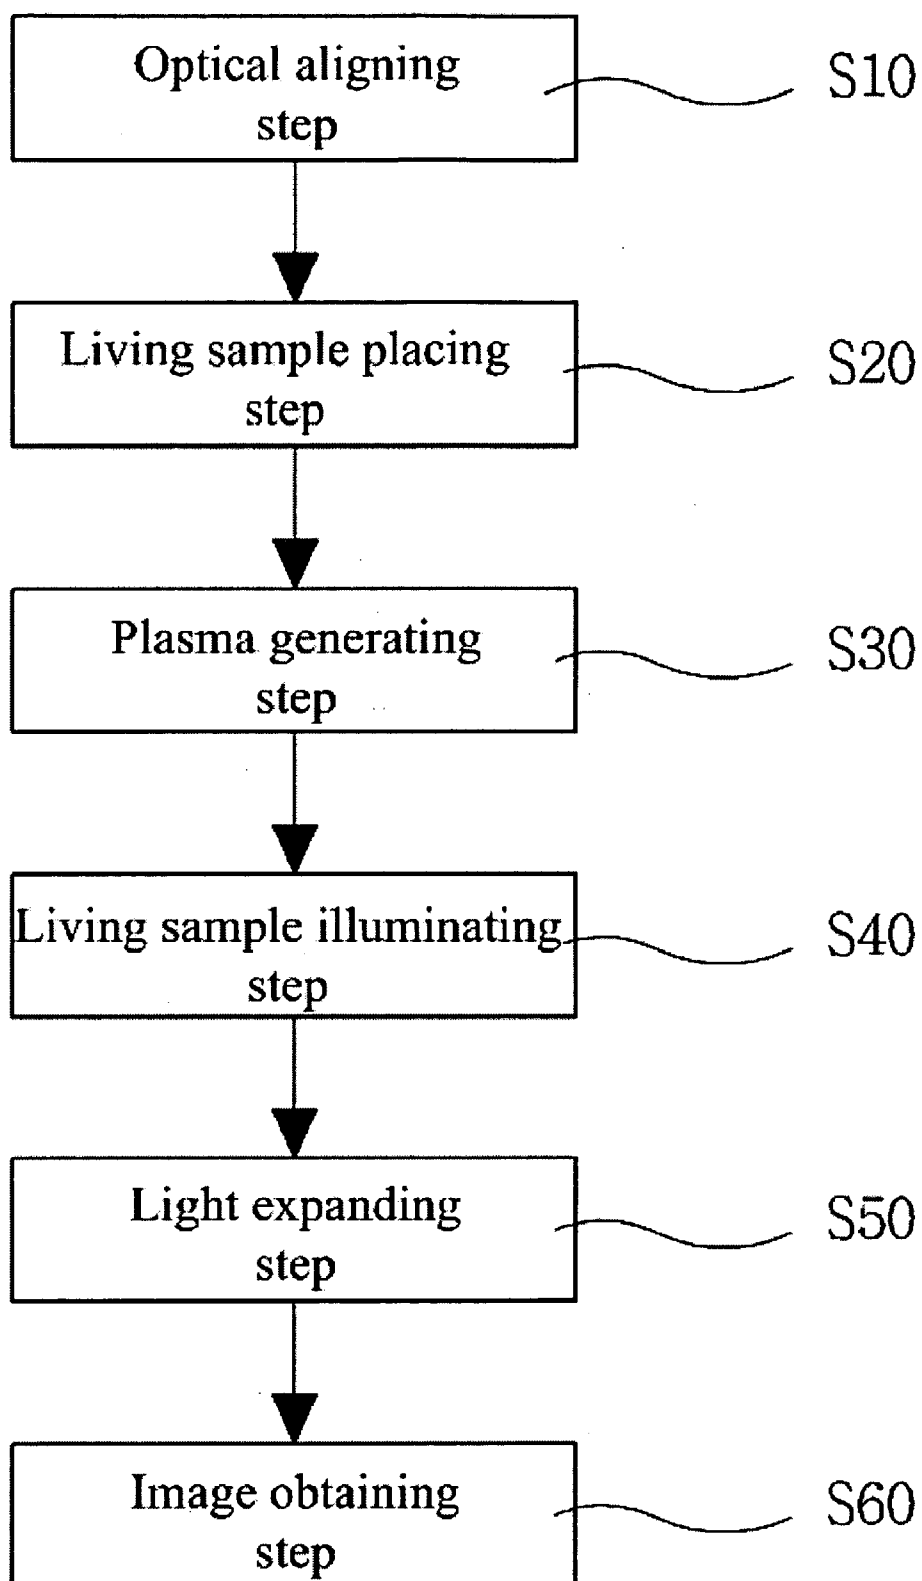 Optical aligning
step
S10
Living sample placing
step
S20
Plasma generating
step
S30
Living sample illuminating
step
S40
Light expanding
step
S50
Image obtaining
step
S60